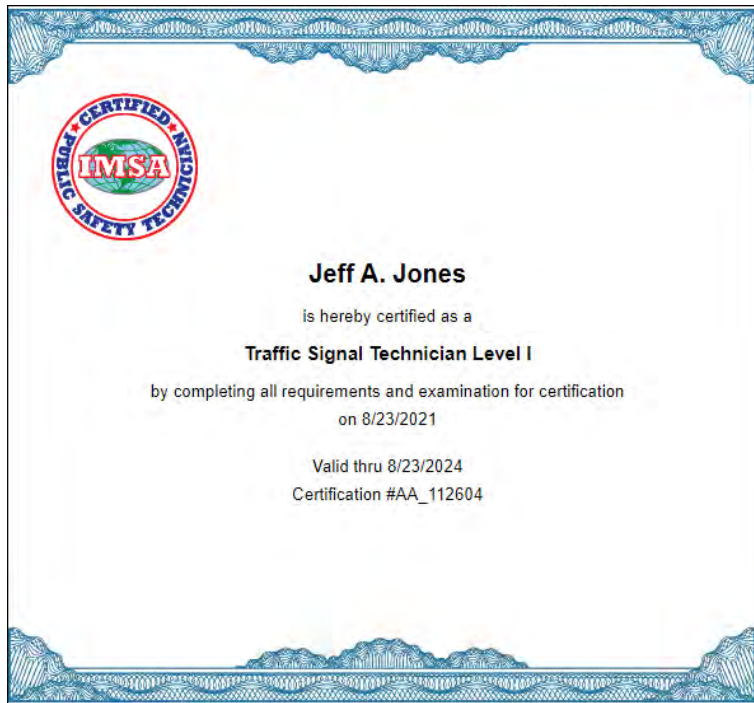 CERTIFIED
PUBLIC SAFETY TECHNICIAN
IMSA
Jeff A. Jones
is hereby certified as a
Traffic Signal Technician Level I
by completing all requirements and examination for certification
on 8/23/2021
Valid thru 8/23/2024
Certification #AA_112604